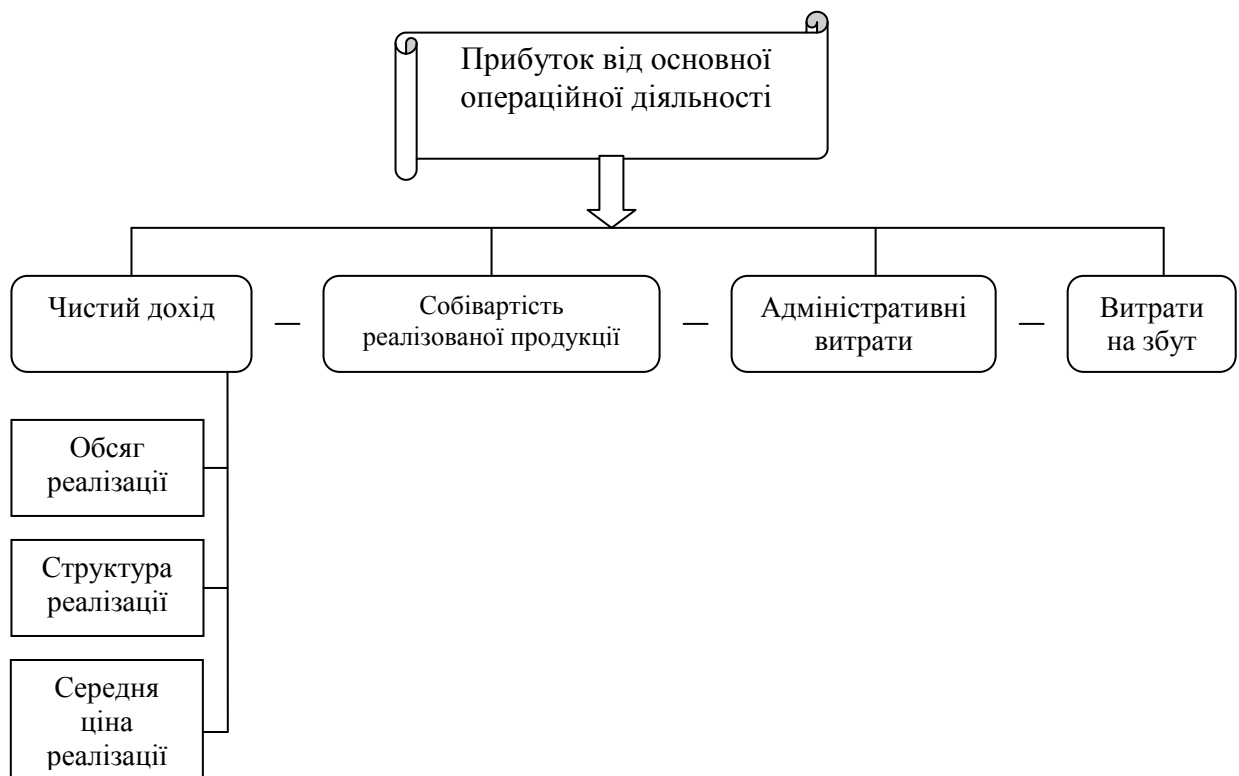 Прибуток від основної
операційної діяльності
Чистий дохід
—
Собівартість
реалізованої продукції
—
Адміністративні
витрати
—
Витрати
на збут
Обсяг
реалізації
Структура
реалізації
Середня
ціна
реалізації